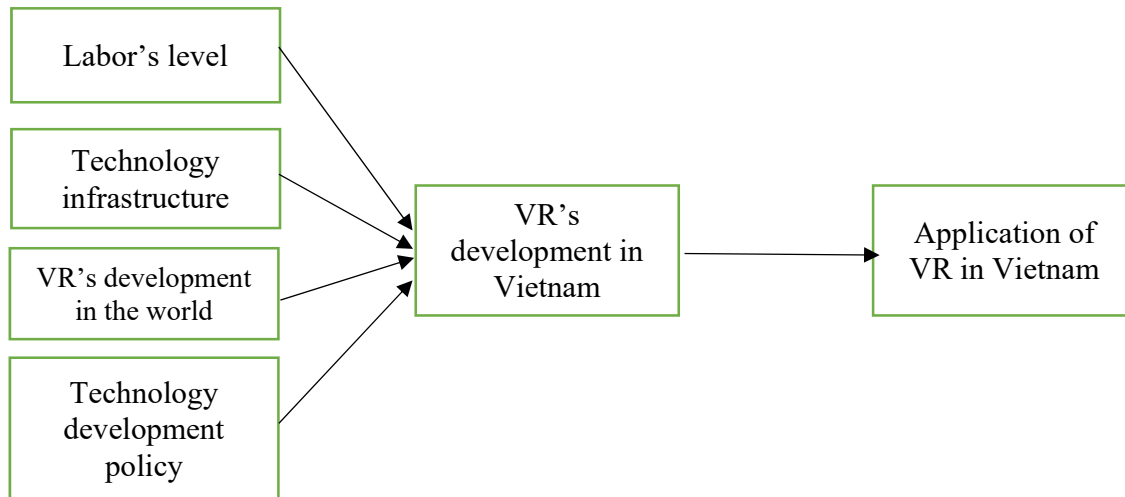 Labor’s level
Technology
infrastructure
VR’s development
in the world
Technology
development
policy
VR’s
development in
Vietnam
Application of
VR in Vietnam